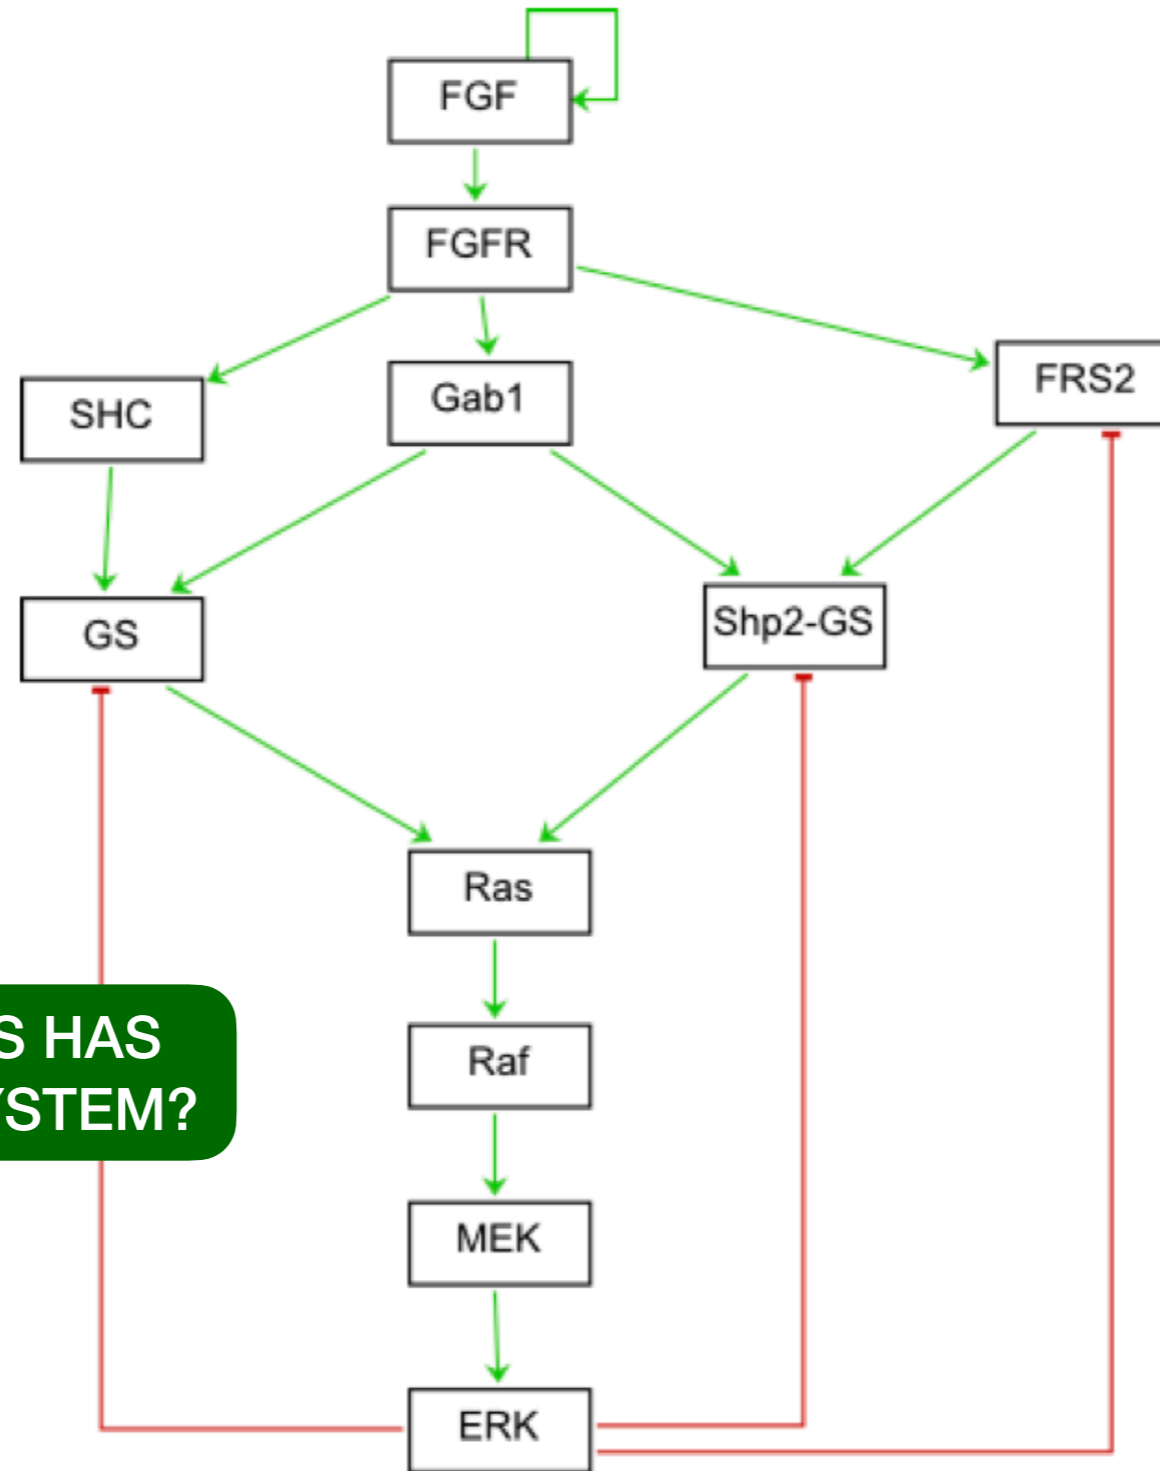 FGF
FGFR
FRS2
Gab1
SHC
Shp2-GS
GS
Ras
S HAS
YSTEM?
Raf
MEK
ERK